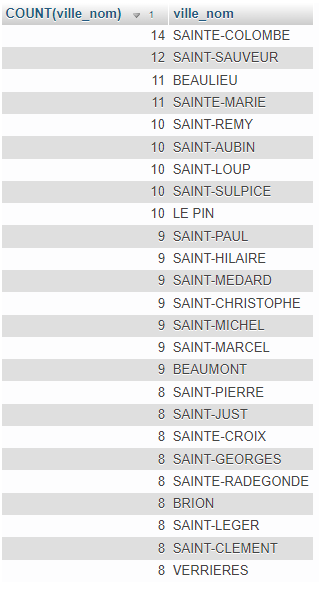 COUNT(ville_nom) 1 ville_nom
14 SAINTE-COLOMBE
12 SAINT-SAUVEUR
11 BEAULIEU
11 SAINTE-MARIE
10 SAINT-REMY
10 SAINT-AUBIN
10 SAINT-LOUP
10 SAINT-SULPICE
10 LE PIN
9 SAINT-PAUL
9 SAINT-HILAIRE
9 SAINT-MEDARD
9 SAINT-CHRISTOPHE
9 SAINT-MICHEL
9 SAINT-MARCEL
9 BEAUMONT
8 SAINT-PIERRE
8 SAINT-JUST
8 SAINTE-CROIX
8 SAINT-GEORGES
8 SAINTE-RADEGONDE
8 BRION
8 SAINT-LEGER
8 SAINT-CLEMENT
8 VERRIERES